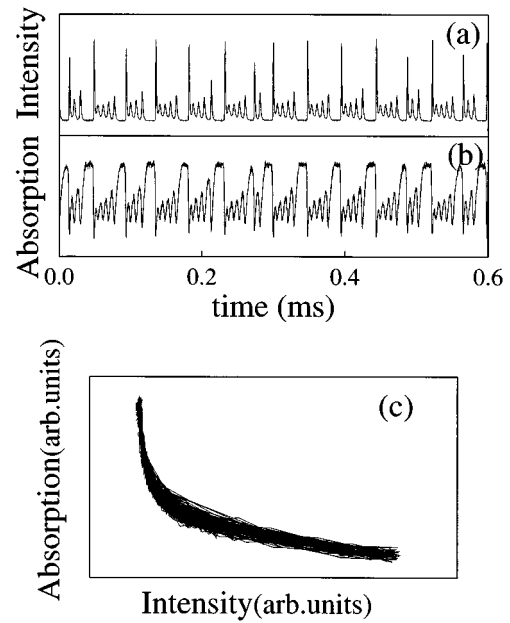 Intensity
(a)
Absorption
(b)
0.0 0.2 0.4 0.6
time (ms)
Absorption(arb.units)
(c)
Intensity(arb.units)